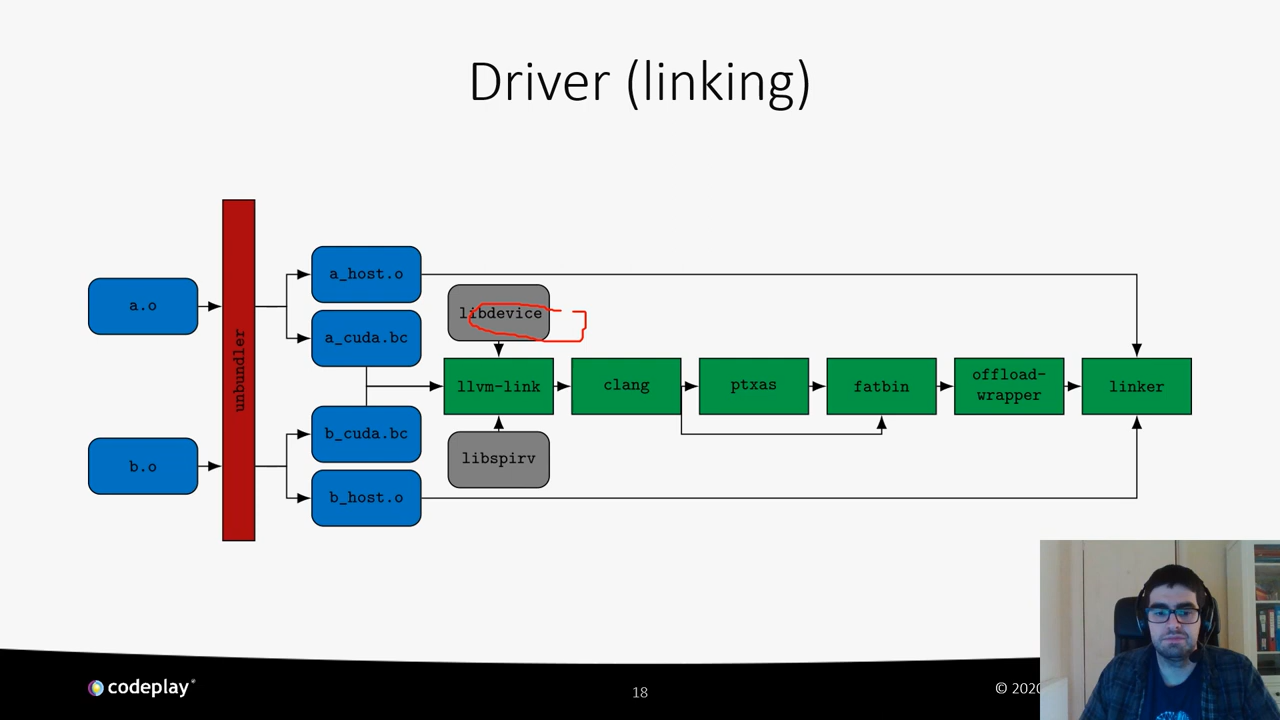 Driver (linking)
a.o
b.o
unbundler
a_host.o
a_cuda.bc
b_cuda.bc
b_host.o
libdevice
llvm-link
libspirv
clang
ptxas
fatbin
offload-
wrapper
linker
codeplay®
18
© 2020